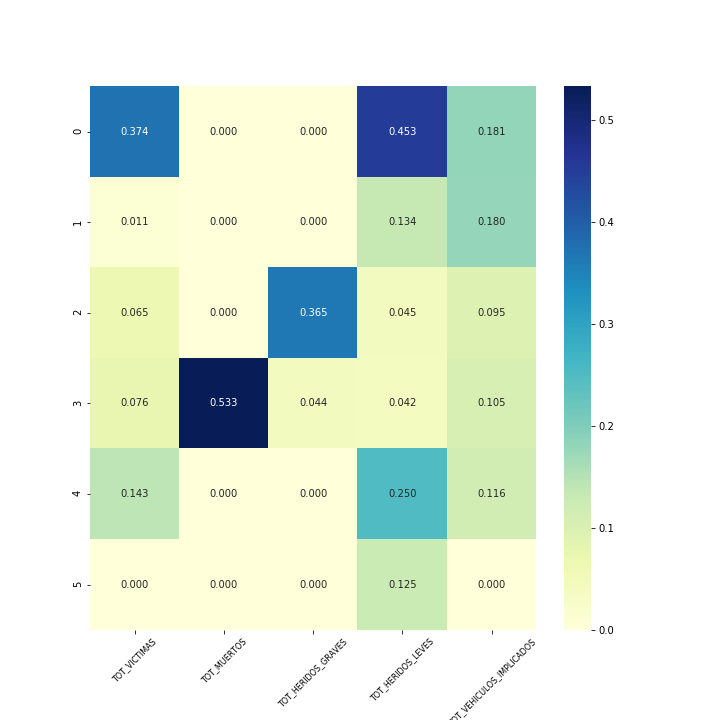 0 0.374 0.000 0.000 0.453 0.181
1 0.011 0.000 0.000 0.134 0.180
2 0.065 0.000 0.365 0.045 0.095
3 0.076 0.533 0.044 0.042 0.105
4 0.143 0.000 0.000 0.250 0.116
5 0.000 0.000 0.000 0.125 0.000
TOT_VICTIMAS
TOT_MUERTOS
TOT_HERIDOS_GRAVES
TOT_HERIDOS_LEVES
OT_VEHICULOS_IMPLICADOS
0.5
0.4
0.3
0.2
0.1
0.0